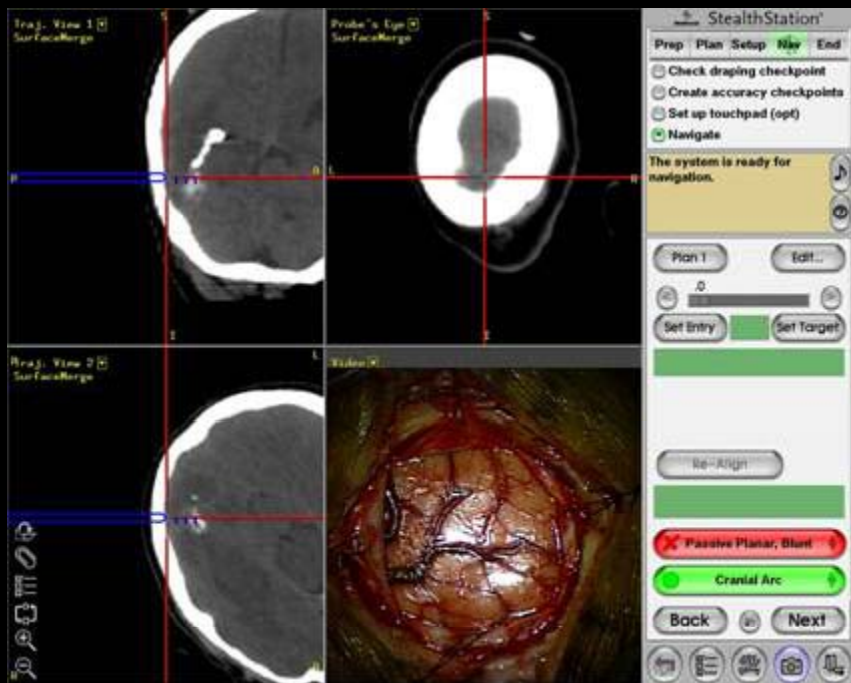 Traj. View 1
SurfaceMerge
S
P
A
I
Probe's Eye
SurfaceMerge
S
L
R
I
Traj. View 2
SurfaceMerge
L
R
Video
StealthStation
Prep Plan Setup Nav End
Check draping checkpoint
Create accuracy checkpoints
Set up touchpad (opt)
Navigate
The system is ready for
navigation.
Plan 1 Edit...
.0
Set Entry Set Target
Re-Align
Passive Planar, Blunt
Cranial Arc
Back Next